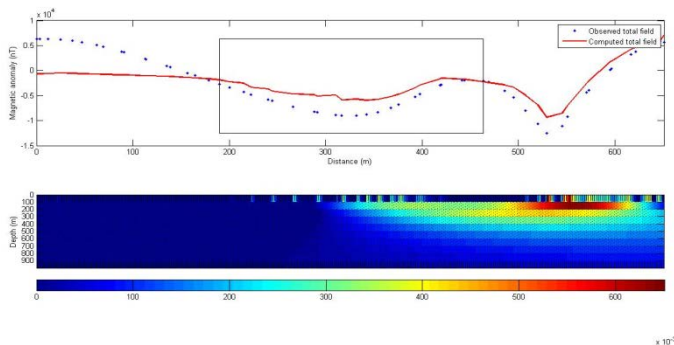 x 10⁴
1
0.5
0
-0.5
-1
-1.5
Magnetic anomaly (nT)
Observed total field
Computed total field
0 100 200 300 400 500 600
Distance (m)
0
100
200
300
400
500
600
700
800
900
Depth (m)
0 100 200 300 400 500 600